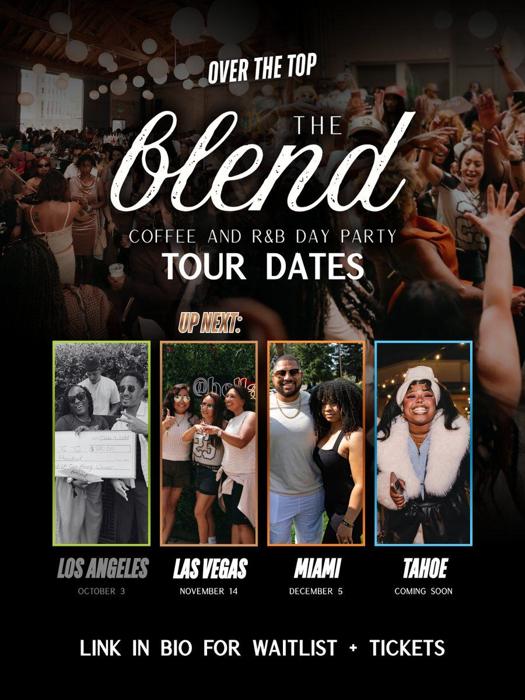 OVER THE TOP
THE
blend
COFFEE AND R&B DAY PARTY
TOUR DATES
UP NEXT:
LOS ANGELES
OCTOBER 3
LAS VEGAS
NOVEMBER 14
MIAMI
DECEMBER 5
TAHOE
COMING SOON
LINK IN BIO FOR WAITLIST + TICKETS